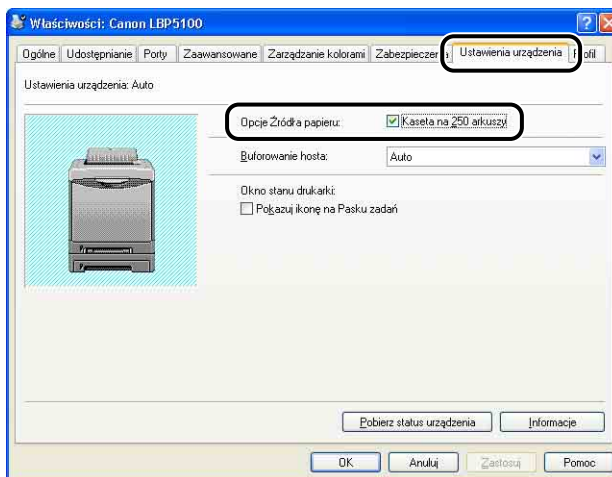 Właściwości: Canon LBP5100
Ogólne Udostępnianie Porty Zaawansowane Zarządzanie kolorami Zabezpieczenia Ustawienia urządzenia Profil
Ustawienia urządzenia: Auto
Opcje Źródła papieru: Kaseta na 250 arkuszy
Buforowanie hosta: Auto
Okno stanu drukarki:
Pokazuj ikonę na Pasku zadań
Pobierz status urządzenia Informacje
OK Anuluj Zastosuj Pomoc